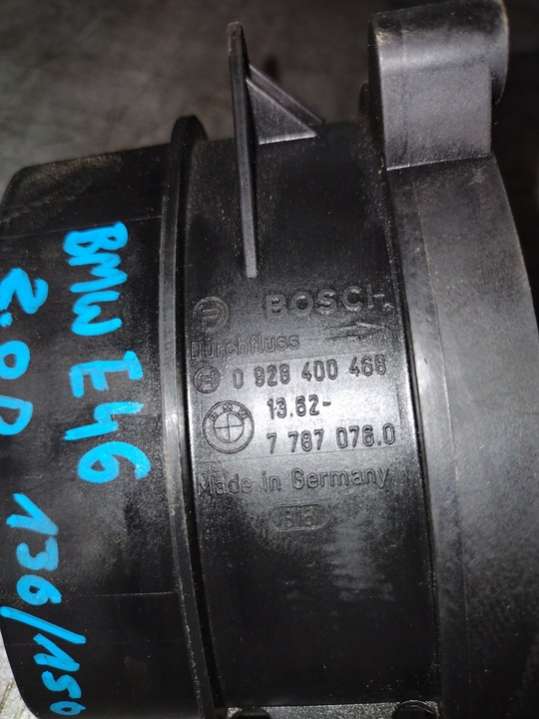 BMW E46
2.0D 136/150
BOSCH
Durchfluss
0 928 400 468
BMW
13.62-
7 787 076.0
Made in Germany